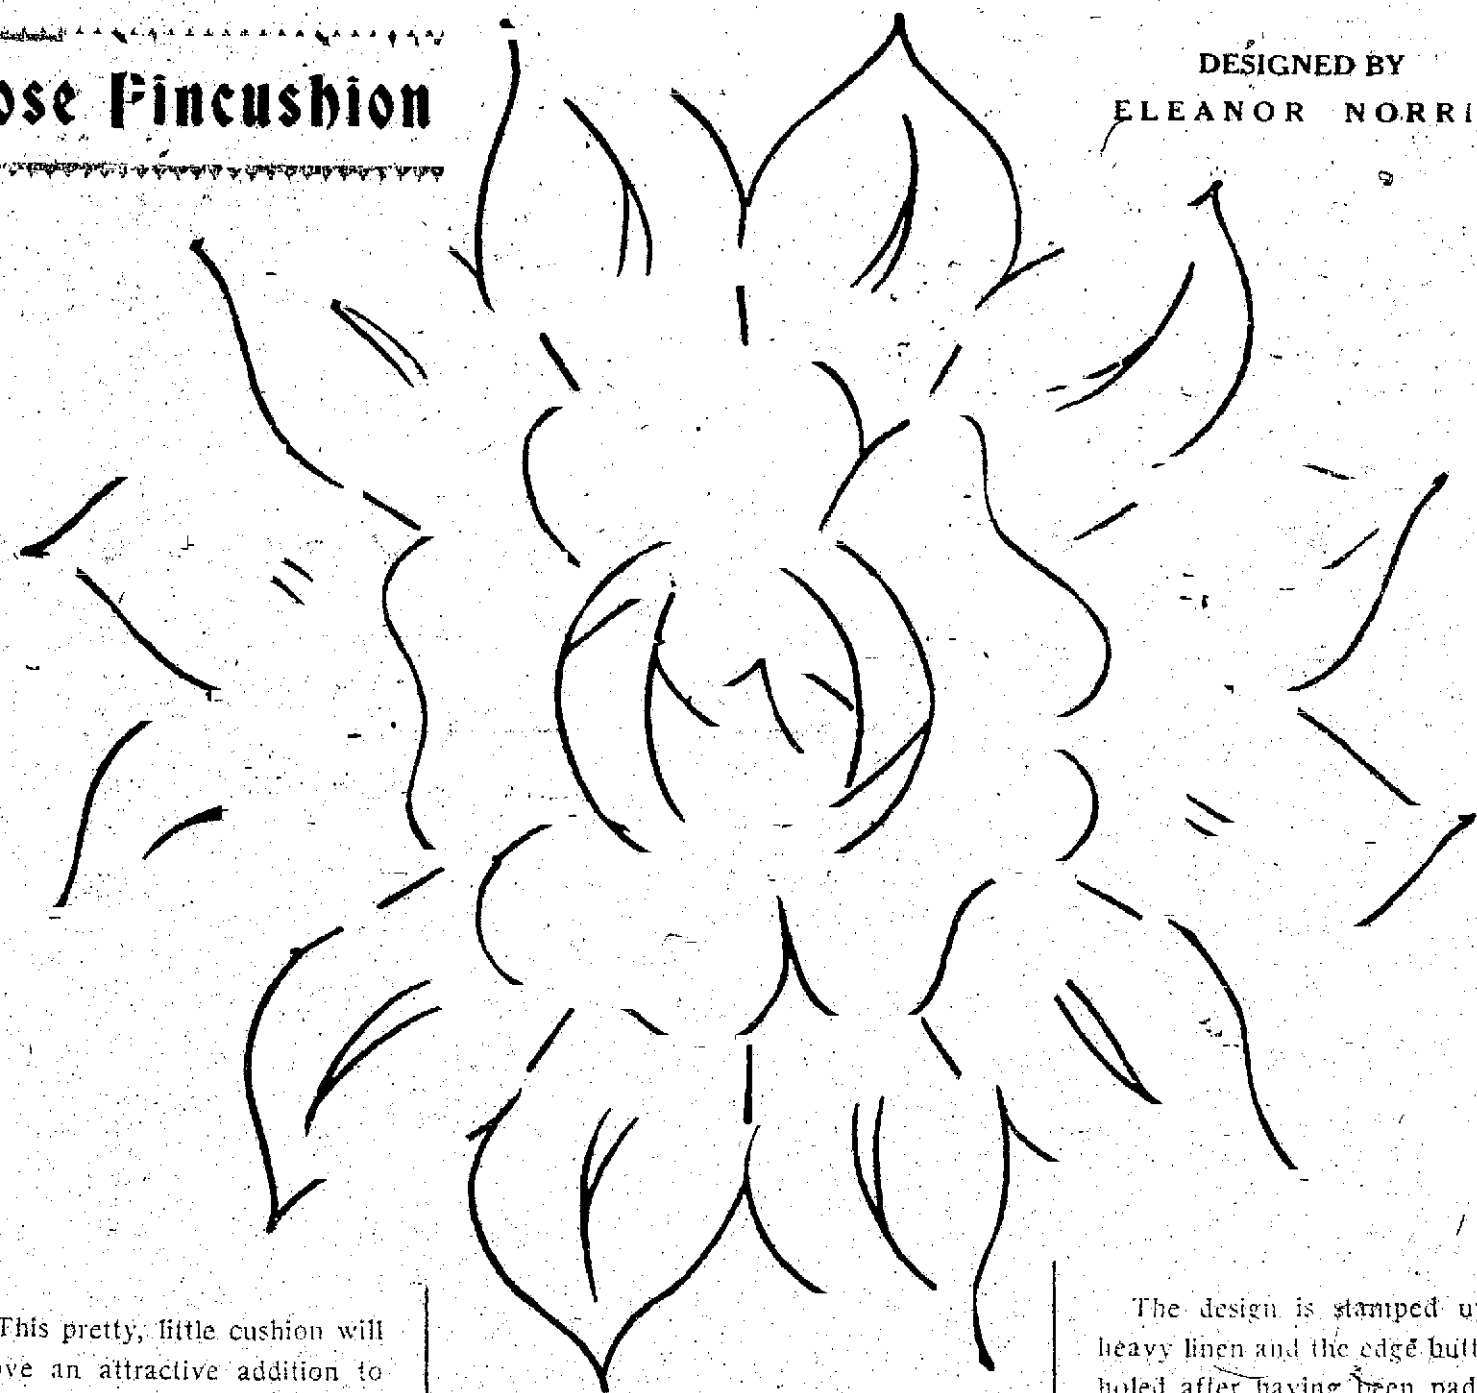 ose Pincushion
DESIGNED BY
ELEANOR NORRI
This pretty, little cushion will
ve an attractive addition to
The design is stamped u
heavy linen and the edge butt
holed after having been pad